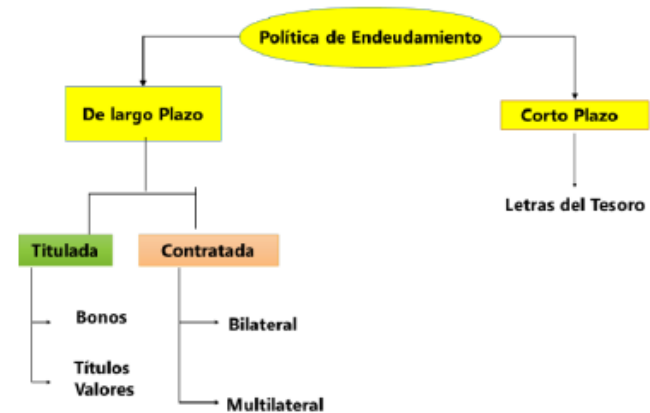 Política de Endeudamiento
De largo Plazo
Corto Plazo
Letras del Tesoro
Titulada
Contratada
Bonos
Bilateral
Títulos
Valores
Multilateral